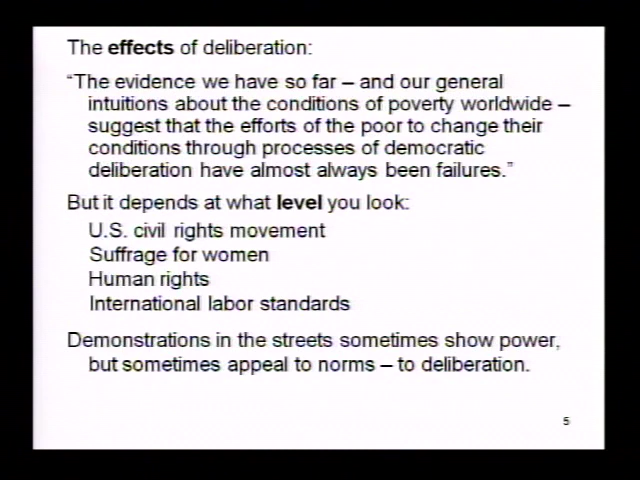 The effects of deliberation:
“The evidence we have so far – and our general
intuitions about the conditions of poverty worldwide –
suggest that the efforts of the poor to change their
conditions through processes of democratic
deliberation have almost always been failures.”
But it depends at what level you look:
U.S. civil rights movement
Suffrage for women
Human rights
International labor standards
Demonstrations in the streets sometimes show power,
but sometimes appeal to norms – to deliberation.
5